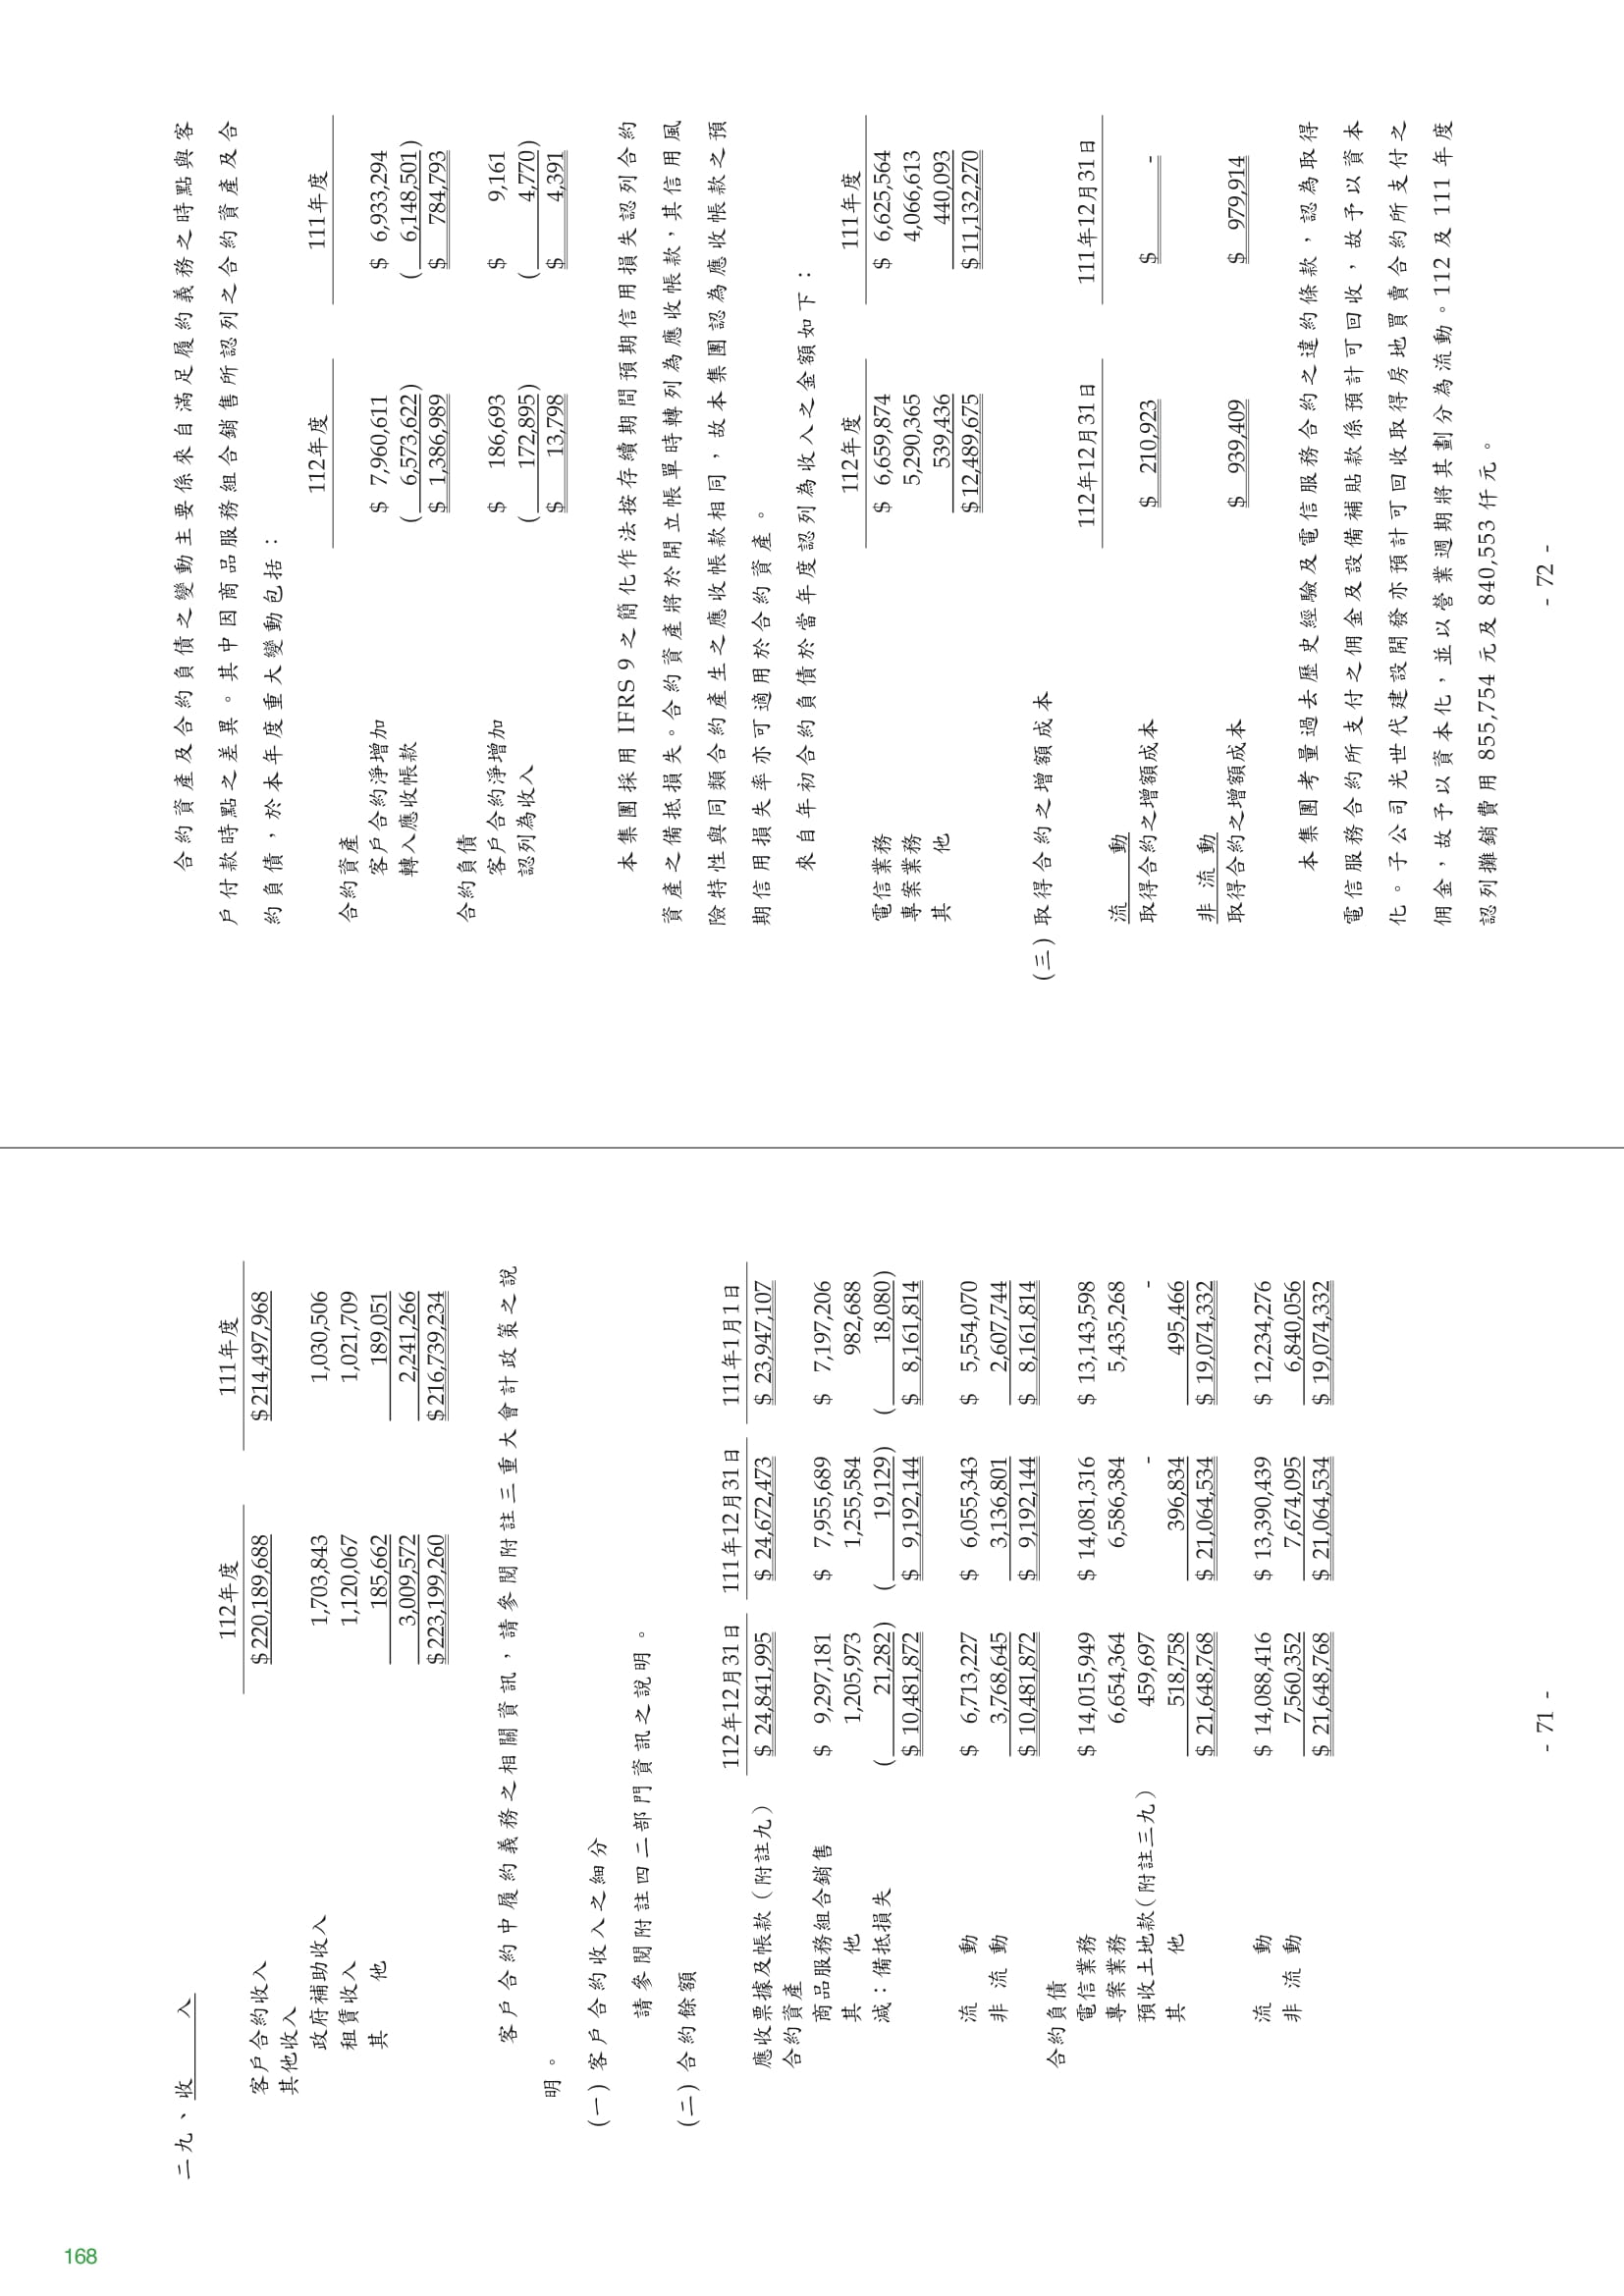 168
二九、收　　入
112年度　111年度
客戶合約收入　$220,189,688　$214,497,968
其他收入
政府補助收入　1,703,843　1,030,506
租賃收入　1,120,067　1,021,709
其　　他　185,662　189,051
3,009,572　2,241,266
$223,199,260　$216,739,234
客戶合約中履約義務之相關資訊，請參閱附註三重大會計政策之說
明。
(一) 客戶合約收入之細分
請參閱附註四二部門資訊之說明。
(二) 合約餘額
112年12月31日　111年12月31日　111年1月1日
應收票據及帳款（附註九）　$ 24,841,995　$ 24,672,473　$ 23,947,107
合約資產
商品服務組合銷售　$ 9,297,181　$ 7,955,689　$ 7,197,206
其　　他　1,205,973　1,255,584　982,688
減：備抵損失　( 21,282)　( 19,129)　( 18,080)
$ 10,481,872　$ 9,192,144　$ 8,161,814
流　　動　$ 6,713,227　$ 6,055,343　$ 5,554,070
非 流 動　3,768,645　3,136,801　2,607,744
$ 10,481,872　$ 9,192,144　$ 8,161,814
合約負債
電信業務　$ 14,015,949　$ 14,081,316　$ 13,143,598
專案業務　6,654,364　6,586,384　5,435,268
預收土地款（附註三九）　459,697　-　-
其　　他　518,758　396,834　495,466
$ 21,648,768　$ 21,064,534　$ 19,074,332
流　　動　$ 14,088,416　$ 13,390,439　$ 12,234,276
非 流 動　7,560,352　7,674,095　6,840,056
$ 21,648,768　$ 21,064,534　$ 19,074,332
- 71 -
合約資產及合約負債之變動主要係來自滿足履約義務之時點與客
戶付款時點之差異。其中因商品服務組合銷售所認列之合約資產及合
約負債，於本年度重大變動包括：
112年度　111年度
合約資產
客戶合約淨增加　$ 7,960,611　$ 6,933,294
轉入應收帳款　( 6,573,622)　( 6,148,501)
$ 1,386,989　$ 784,793
合約負債
客戶合約淨增加　$ 186,693　$ 9,161
認列為收入　( 172,895)　( 4,770)
$ 13,798　$ 4,391
本集團採用 IFRS 9 之簡化作法按存續期間預期信用損失認列合約
資產之備抵損失。合約資產將於開立帳單時轉列為應收帳款，其信用風
險特性與同類合約產生之應收帳款相同，故本集團認為應收帳款之預
期信用損失率亦可適用於合約資產。
來自年初合約負債於當年度認列為收入之金額如下：
112年度　111年度
電信業務　$ 6,659,874　$ 6,625,564
專案業務　5,290,365　4,066,613
其　　他　539,436　440,093
$12,489,675　$11,132,270
(三) 取得合約之增額成本
112年12月31日　111年12月31日
流　　動
取得合約之增額成本　$ 210,923　$ -
非 流 動
取得合約之增額成本　$ 939,409　$ 979,914
本集團考量過去歷史經驗及電信服務合約之違約條款，認為取得
電信服務合約所支付之佣金及設備補貼款係預計可回收，故予以資本
化。子公司光世代建設開發亦預計可回收取得房地買賣合約所支付之
佣金，故予以資本化，並以營業週期將其劃分為流動。112 及 111 年度
認列攤銷費用 855,754 元及 840,553 仟元。
- 72 -